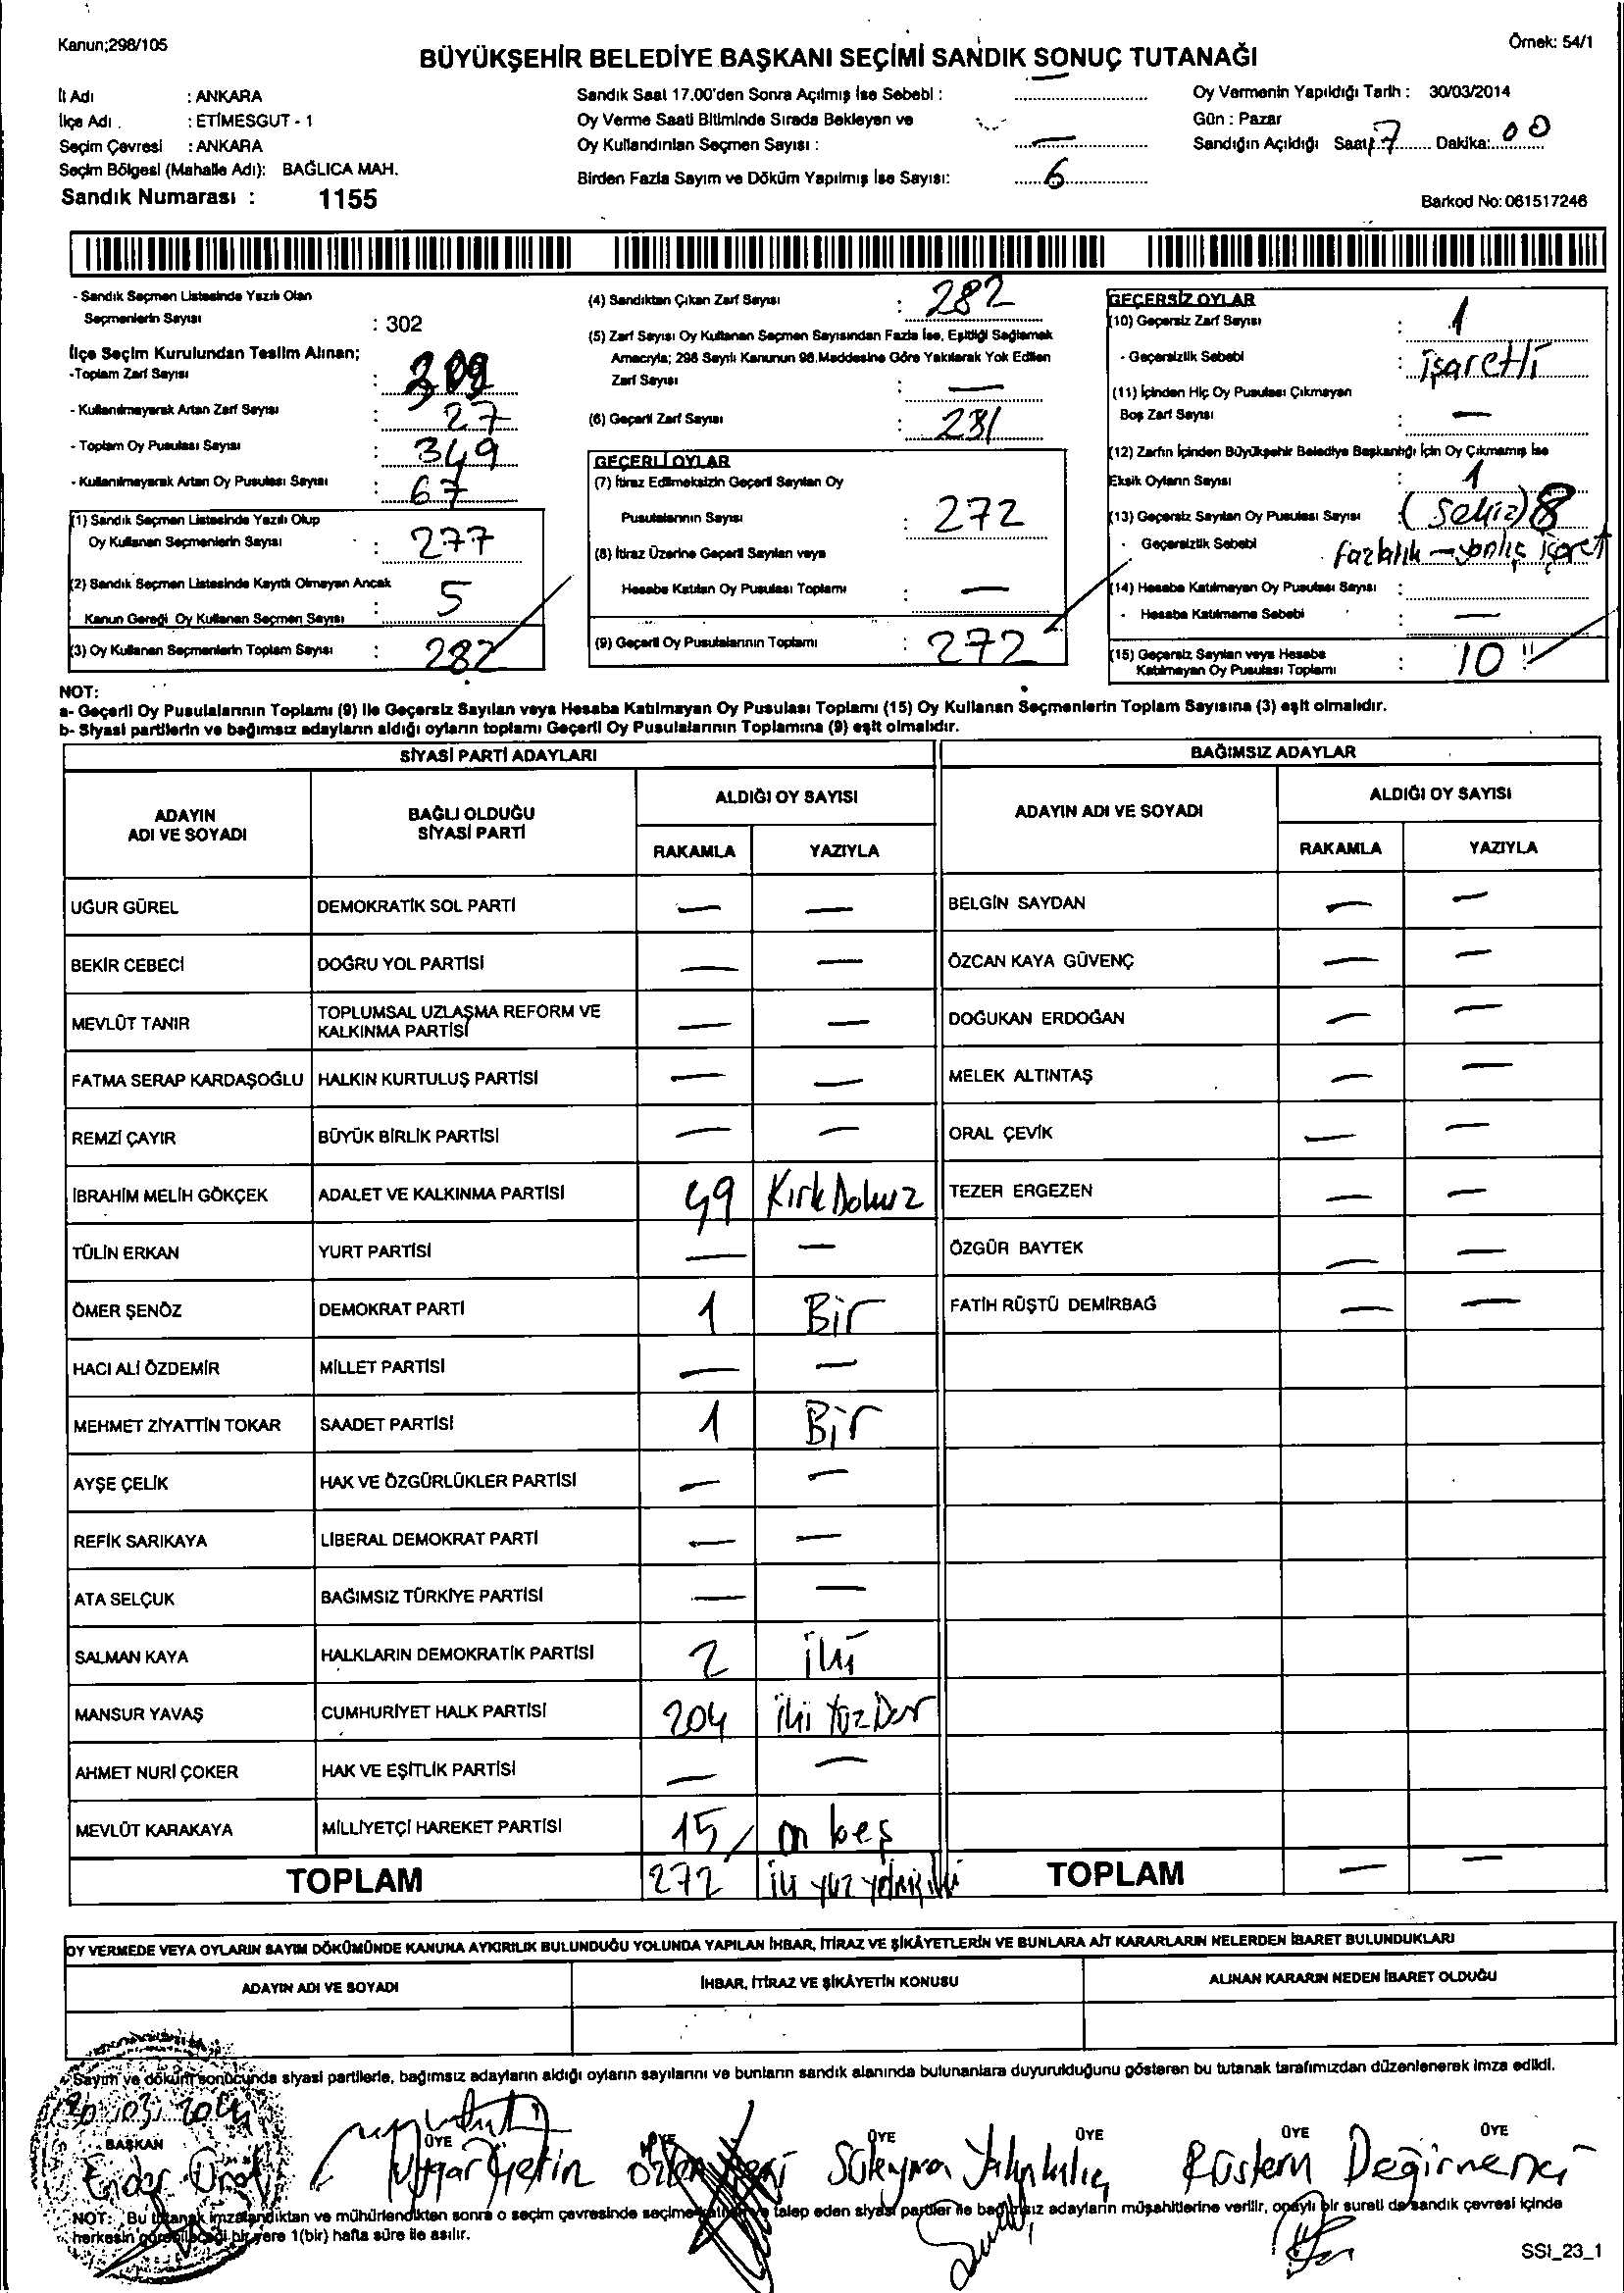 Kanun;298/105
Örnek: 54/1
BÜYÜKŞEHİR BELEDİYE BAŞKANI SEÇİMİ SANDIK SONUÇ TUTANAĞI
İl Adı : ANKARA
İlçe Adı : ETİMESGUT - 1
Seçim Çevresi : ANKARA
Seçim Bölgesi (Mahalle Adı): BAĞLICA MAH.
Sandık Numarası : 1155
Sandık Saat 17.00'den Sonra Açılmış İse Sebebi : —
Oy Verme Saati Bitiminde Sırada Bekleyen ve
Oy Kullandırılan Seçmen Sayısı : —
Birden Fazla Sayım ve Döküm Yapılmış İse Sayısı: 6
Oy Vermenin Yapıldığı Tarih : 30/03/2014
Gün : Pazar
Sandığın Açıldığı Saat: 17 Dakika: 00
Barkod No: 061517246
- Sandık Seçmen Listesinde Yazılı Olan
Seçmenlerin Sayısı : 302
İlçe Seçim Kurulundan Teslim Alınan;
-Toplam Zarf Sayısı :
- Kullanılmayarak Artan Zarf Sayısı : 27
- Toplam Oy Pusulası Sayısı : 349
- Kullanılmayarak Artan Oy Pusulası Sayısı : 67
(1) Sandık Seçmen Listesinde Yazılı Olup
Oy Kullanan Seçmenlerin Sayısı : 277
(2) Sandık Seçmen Listesinde Kayıtlı Olmayan Ancak
Kanun Gereği Oy Kullanan Seçmen Sayısı : 5
(3) Oy Kullanan Seçmenlerin Toplam Sayısı : 282
(4) Sandıktan Çıkan Zarf Sayısı : 282
(5) Zarf Sayısı Oy Kullanan Seçmen Sayısından Fazla İse, Eşitliği Sağlamak
Amacıyla; 298 Sayılı Kanunun 98.Maddesine Göre Yakılarak Yok Edilen
Zarf Sayısı : —
(6) Geçerli Zarf Sayısı : 281
GEÇERLİ OYLAR
(7) İtiraz Edilmeksizin Geçerli Sayılan Oy
Pusulalarının Sayısı : 272
(8) İtiraz Üzerine Geçerli Sayılan veya
Hesaba Katılan Oy Pusulası Toplamı : —
(9) Geçerli Oy Pusulalarının Toplamı : 272
GEÇERSİZ OYLAR
(10) Geçersiz Zarf Sayısı : 1
- Geçersizlik Sebebi : işaretli
(11) İçinden Hiç Oy Pusulası Çıkmayan
Boş Zarf Sayısı : —
(12) Zarfın İçinden Büyükşehir Belediye Başkanlığı İçin Oy Çıkmamış İse
Eksik Oyların Sayısı : 1
(13) Geçersiz Sayılan Oy Pusulası Sayısı : (sekiz) 8
- Geçersizlik Sebebi : fazlalık — yanlış işaret
(14) Hesaba Katılmayan Oy Pusulası Sayısı :
- Hesaba Katılmama Sebebi : —
(15) Geçersiz Sayılan veya Hesaba
Katılmayan Oy Pusulası Toplamı : 10
NOT:
a- Geçerli Oy Pusulalarının Toplamı (9) ile Geçersiz Sayılan veya Hesaba Katılmayan Oy Pusulası Toplamı (15) Oy Kullanan Seçmenlerin Toplam Sayısına (3) eşit olmalıdır.
b- Siyasi partilerin ve bağımsız adayların aldığı oyların toplamı Geçerli Oy Pusulalarının Toplamına (9) eşit olmalıdır.
SİYASİ PARTİ ADAYLARI
BAĞIMSIZ ADAYLAR
ADAYIN ADI VE SOYADI
BAĞLI OLDUĞU SİYASİ PARTİ
ALDIĞI OY SAYISI
RAKAMLA YAZIYLA
ADAYIN ADI VE SOYADI
ALDIĞI OY SAYISI
RAKAMLA YAZIYLA
UĞUR GÜREL DEMOKRATİK SOL PARTİ — — BELGİN SAYDAN — —
BEKİR CEBECİ DOĞRU YOL PARTİSİ — — ÖZCAN KAYA GÜVENÇ — —
MEVLÜT TANIR TOPLUMSAL UZLAŞMA REFORM VE KALKINMA PARTİSİ — — DOĞUKAN ERDOĞAN — —
FATMA SERAP KARDAŞOĞLU HALKIN KURTULUŞ PARTİSİ — — MELEK ALTINTAŞ — —
REMZİ ÇAYIR BÜYÜK BİRLİK PARTİSİ — — ORAL ÇEVİK — —
İBRAHİM MELİH GÖKÇEK ADALET VE KALKINMA PARTİSİ 49 Kırk Dokuz TEZER ERGEZEN — —
TÜLİN ERKAN YURT PARTİSİ — — ÖZGÜR BAYTEK — —
ÖMER ŞENÖZ DEMOKRAT PARTİ 1 Bir FATİH RÜŞTÜ DEMİRBAĞ — —
HACI ALİ ÖZDEMİR MİLLET PARTİSİ — —
MEHMET ZİYATTİN TOKAR SAADET PARTİSİ 1 Bir
AYŞE ÇELİK HAK VE ÖZGÜRLÜKLER PARTİSİ — —
REFİK SARIKAYA LİBERAL DEMOKRAT PARTİ — —
ATA SELÇUK BAĞIMSIZ TÜRKİYE PARTİSİ — —
SALMAN KAYA HALKLARIN DEMOKRATİK PARTİSİ 2 iki
MANSUR YAVAŞ CUMHURİYET HALK PARTİSİ 204 iki Yüz Dör
AHMET NURİ ÇOKER HAK VE EŞİTLİK PARTİSİ — —
MEVLÜT KARAKAYA MİLLİYETÇİ HAREKET PARTİSİ 15 on beş
TOPLAM 272 iki yüz yetmiş iki TOPLAM — —
OY VERMEDE VEYA OYLARIN SAYIM DÖKÜMÜNDE KANUNA AYKIRILIK BULUNDUĞU YOLUNDA YAPILAN İHBAR, İTİRAZ VE ŞİKÂYETLERİN VE BUNLARA AİT KARARLARIN NELERDEN İBARET BULUNDUKLARI
ADAYIN ADI VE SOYADI İHBAR, İTİRAZ VE ŞİKÂYETİN KONUSU ALINAN KARARIN NEDEN İBARET OLDUĞU
Sayım ve döküm sonucunda siyasi partilerle, bağımsız adayların aldığı oyların sayılarını ve bunların sandık alanında bulunanlara duyurulduğunu gösteren bu tutanak tarafımızdan düzenlenerek imza edildi.
30/03/2014
BAŞKAN ÜYE ÜYE ÜYE ÜYE ÜYE ÜYE
Süleyman Yalınkılıç Rüstem Değirmenci
NOT: Bu tutanak imzalandıktan ve mühürlendikten sonra o seçim çevresinde seçime katılan ve talep eden siyasi partiler ile bağımsız adayların müşahitlerine verilir, onaylı bir sureti de sandık çevresi içinde
herkesin görebileceği bir yere 1(bir) hafta süre ile asılır.
SSI_23_1